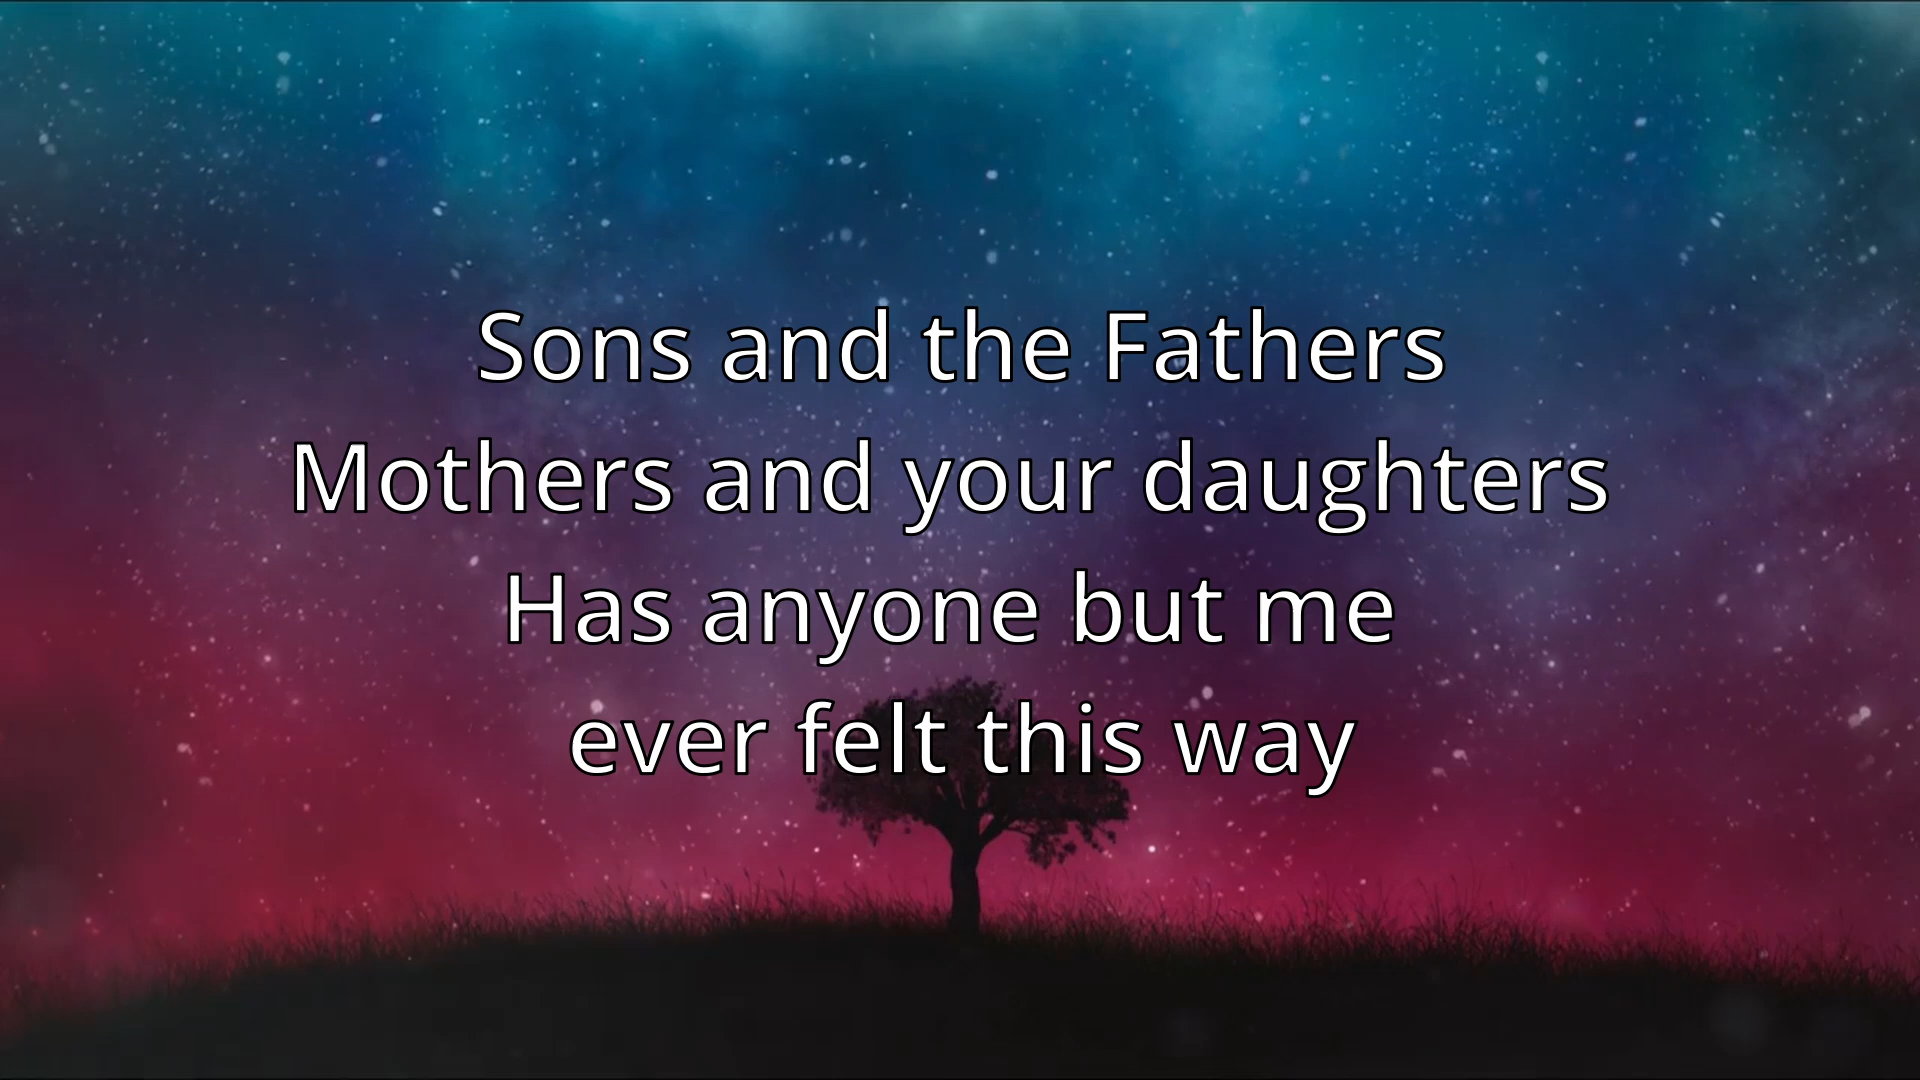 Sons and the Fathers
Mothers and your daughters
Has anyone but me
ever felt this way